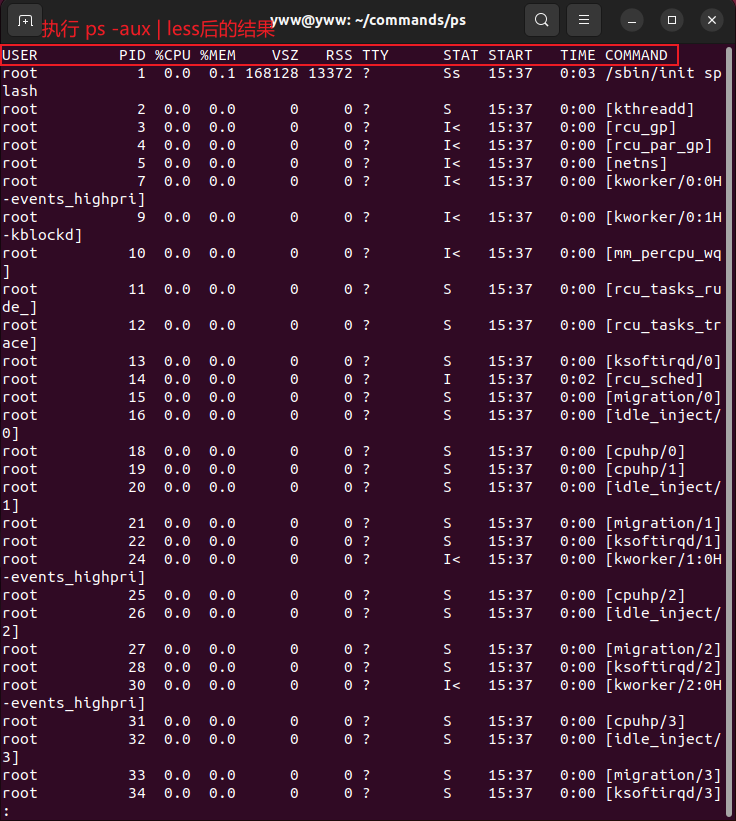 执行 ps -aux | less后的结果
yww@yww: ~/commands/ps
USER         PID %CPU %MEM    VSZ   RSS TTY      STAT START   TIME COMMAND
root           1  0.0  0.1 168128 13372 ?        Ss   15:37   0:03 /sbin/init sp
lash
root           2  0.0  0.0      0     0 ?        S    15:37   0:00 [kthreadd]
root           3  0.0  0.0      0     0 ?        I<   15:37   0:00 [rcu_gp]
root           4  0.0  0.0      0     0 ?        I<   15:37   0:00 [rcu_par_gp]
root           5  0.0  0.0      0     0 ?        I<   15:37   0:00 [netns]
root           7  0.0  0.0      0     0 ?        I<   15:37   0:00 [kworker/0:0H
-events_highpri]
root           9  0.0  0.0      0     0 ?        I<   15:37   0:00 [kworker/0:1H
-kblockd]
root          10  0.0  0.0      0     0 ?        I<   15:37   0:00 [mm_percpu_wq
]
root          11  0.0  0.0      0     0 ?        S    15:37   0:00 [rcu_tasks_ru
de_]
root          12  0.0  0.0      0     0 ?        S    15:37   0:00 [rcu_tasks_tr
ace]
root          13  0.0  0.0      0     0 ?        S    15:37   0:00 [ksoftirqd/0]
root          14  0.0  0.0      0     0 ?        I    15:37   0:02 [rcu_sched]
root          15  0.0  0.0      0     0 ?        S    15:37   0:00 [migration/0]
root          16  0.0  0.0      0     0 ?        S    15:37   0:00 [idle_inject/
0]
root          18  0.0  0.0      0     0 ?        S    15:37   0:00 [cpuhp/0]
root          19  0.0  0.0      0     0 ?        S    15:37   0:00 [cpuhp/1]
root          20  0.0  0.0      0     0 ?        S    15:37   0:00 [idle_inject/
1]
root          21  0.0  0.0      0     0 ?        S    15:37   0:00 [migration/1]
root          22  0.0  0.0      0     0 ?        S    15:37   0:00 [ksoftirqd/1]
root          24  0.0  0.0      0     0 ?        I<   15:37   0:00 [kworker/1:0H
-events_highpri]
root          25  0.0  0.0      0     0 ?        S    15:37   0:00 [cpuhp/2]
root          26  0.0  0.0      0     0 ?        S    15:37   0:00 [idle_inject/
2]
root          27  0.0  0.0      0     0 ?        S    15:37   0:00 [migration/2]
root          28  0.0  0.0      0     0 ?        S    15:37   0:00 [ksoftirqd/2]
root          30  0.0  0.0      0     0 ?        I<   15:37   0:00 [kworker/2:0H
-events_highpri]
root          31  0.0  0.0      0     0 ?        S    15:37   0:00 [cpuhp/3]
root          32  0.0  0.0      0     0 ?        S    15:37   0:00 [idle_inject/
3]
root          33  0.0  0.0      0     0 ?        S    15:37   0:00 [migration/3]
root          34  0.0  0.0      0     0 ?        S    15:37   0:00 [ksoftirqd/3]
: